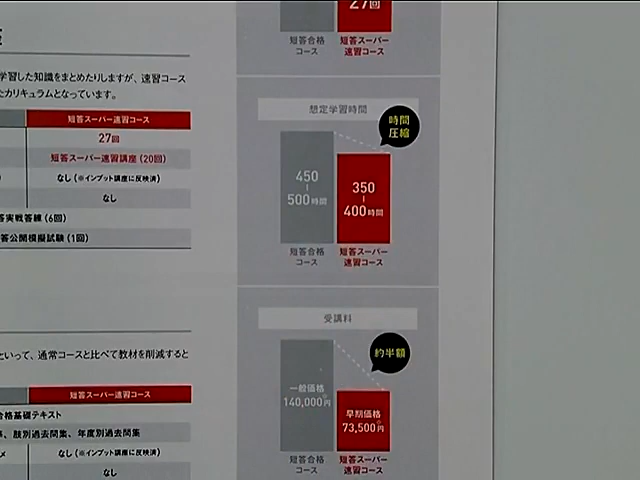 学習した知識をまとめたりしますが、速習コース
カリキュラムとなっています。
短答スーパー速習コース
27回
短答スーパー速習講座(20回)
なし(※インプット講座に反映済)
なし
答実戦答練(6回)
答公開模擬試験(1回)
といって、通常コースと比べて教材を削減すると
短答スーパー速習コース
合格基礎テキスト
、肢別過去問集、年度別過去問集
なし(※インプット講座に反映済)
なし
27回
短答合格
コース
短答スーパー
速習コース
想定学習時間
時間
圧縮
450
|
500時間
350
|
400時間
短答合格
コース
短答スーパー
速習コース
受講料
約半額
一般価格
140,000円
早期価格
73,500円
短答合格
コース
短答スーパー
速習コース